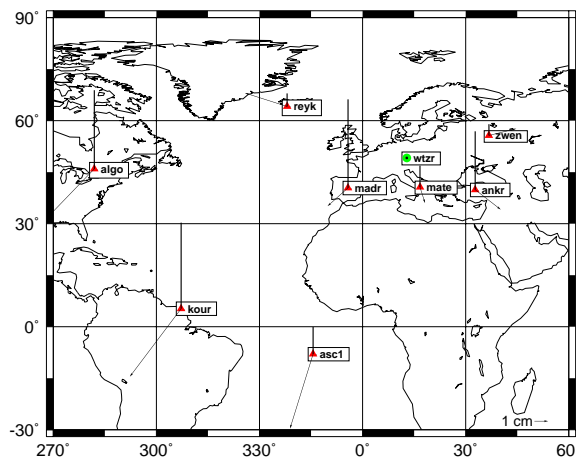 90°
60°
30°
0°
-30°
reyk
zwen
wtzr
algo
madr
mate
ankr
kour
asc1
1 cm
270°
300°
330°
0°
30°
60°